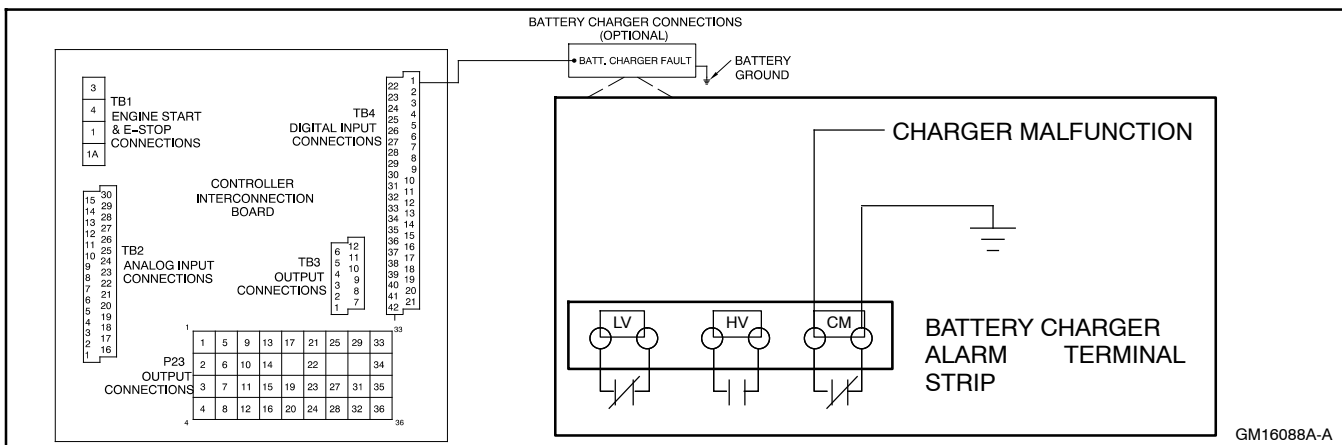 BATTERY CHARGER CONNECTIONS
(OPTIONAL)
BATT. CHARGER FAULT
BATTERY
GROUND
3
4
1
1A
TB1
ENGINE START
& E-STOP
CONNECTIONS
TB4
DIGITAL INPUT
CONNECTIONS
22 1
23 2
24 3
25 4
26 5
27 6
28 7
29 8
30 9
31 10
32 11
33 12
34 13
35 14
36 15
37 16
38 17
39 18
40 19
41 20
42 21
CONTROLLER
INTERCONNECTION
BOARD
15 30
14 29
13 28
12 27
11 26
10 25
9 24
8 23
7 22
6 21
5 20
4 19
3 18
2 17
1 16
TB2
ANALOG INPUT
CONNECTIONS
TB3
OUTPUT
CONNECTIONS
6 12
5 11
4 10
3 9
2 8
1 7
P23
OUTPUT
CONNECTIONS
1 33
1 5 9 13 17 21 25 29 33
2 6 10 14 22 34
3 7 11 15 19 23 27 31 35
4 8 12 16 20 24 28 32 36
4 36
CHARGER MALFUNCTION
LV HV CM
BATTERY CHARGER
ALARM TERMINAL
STRIP
GM16088A-A